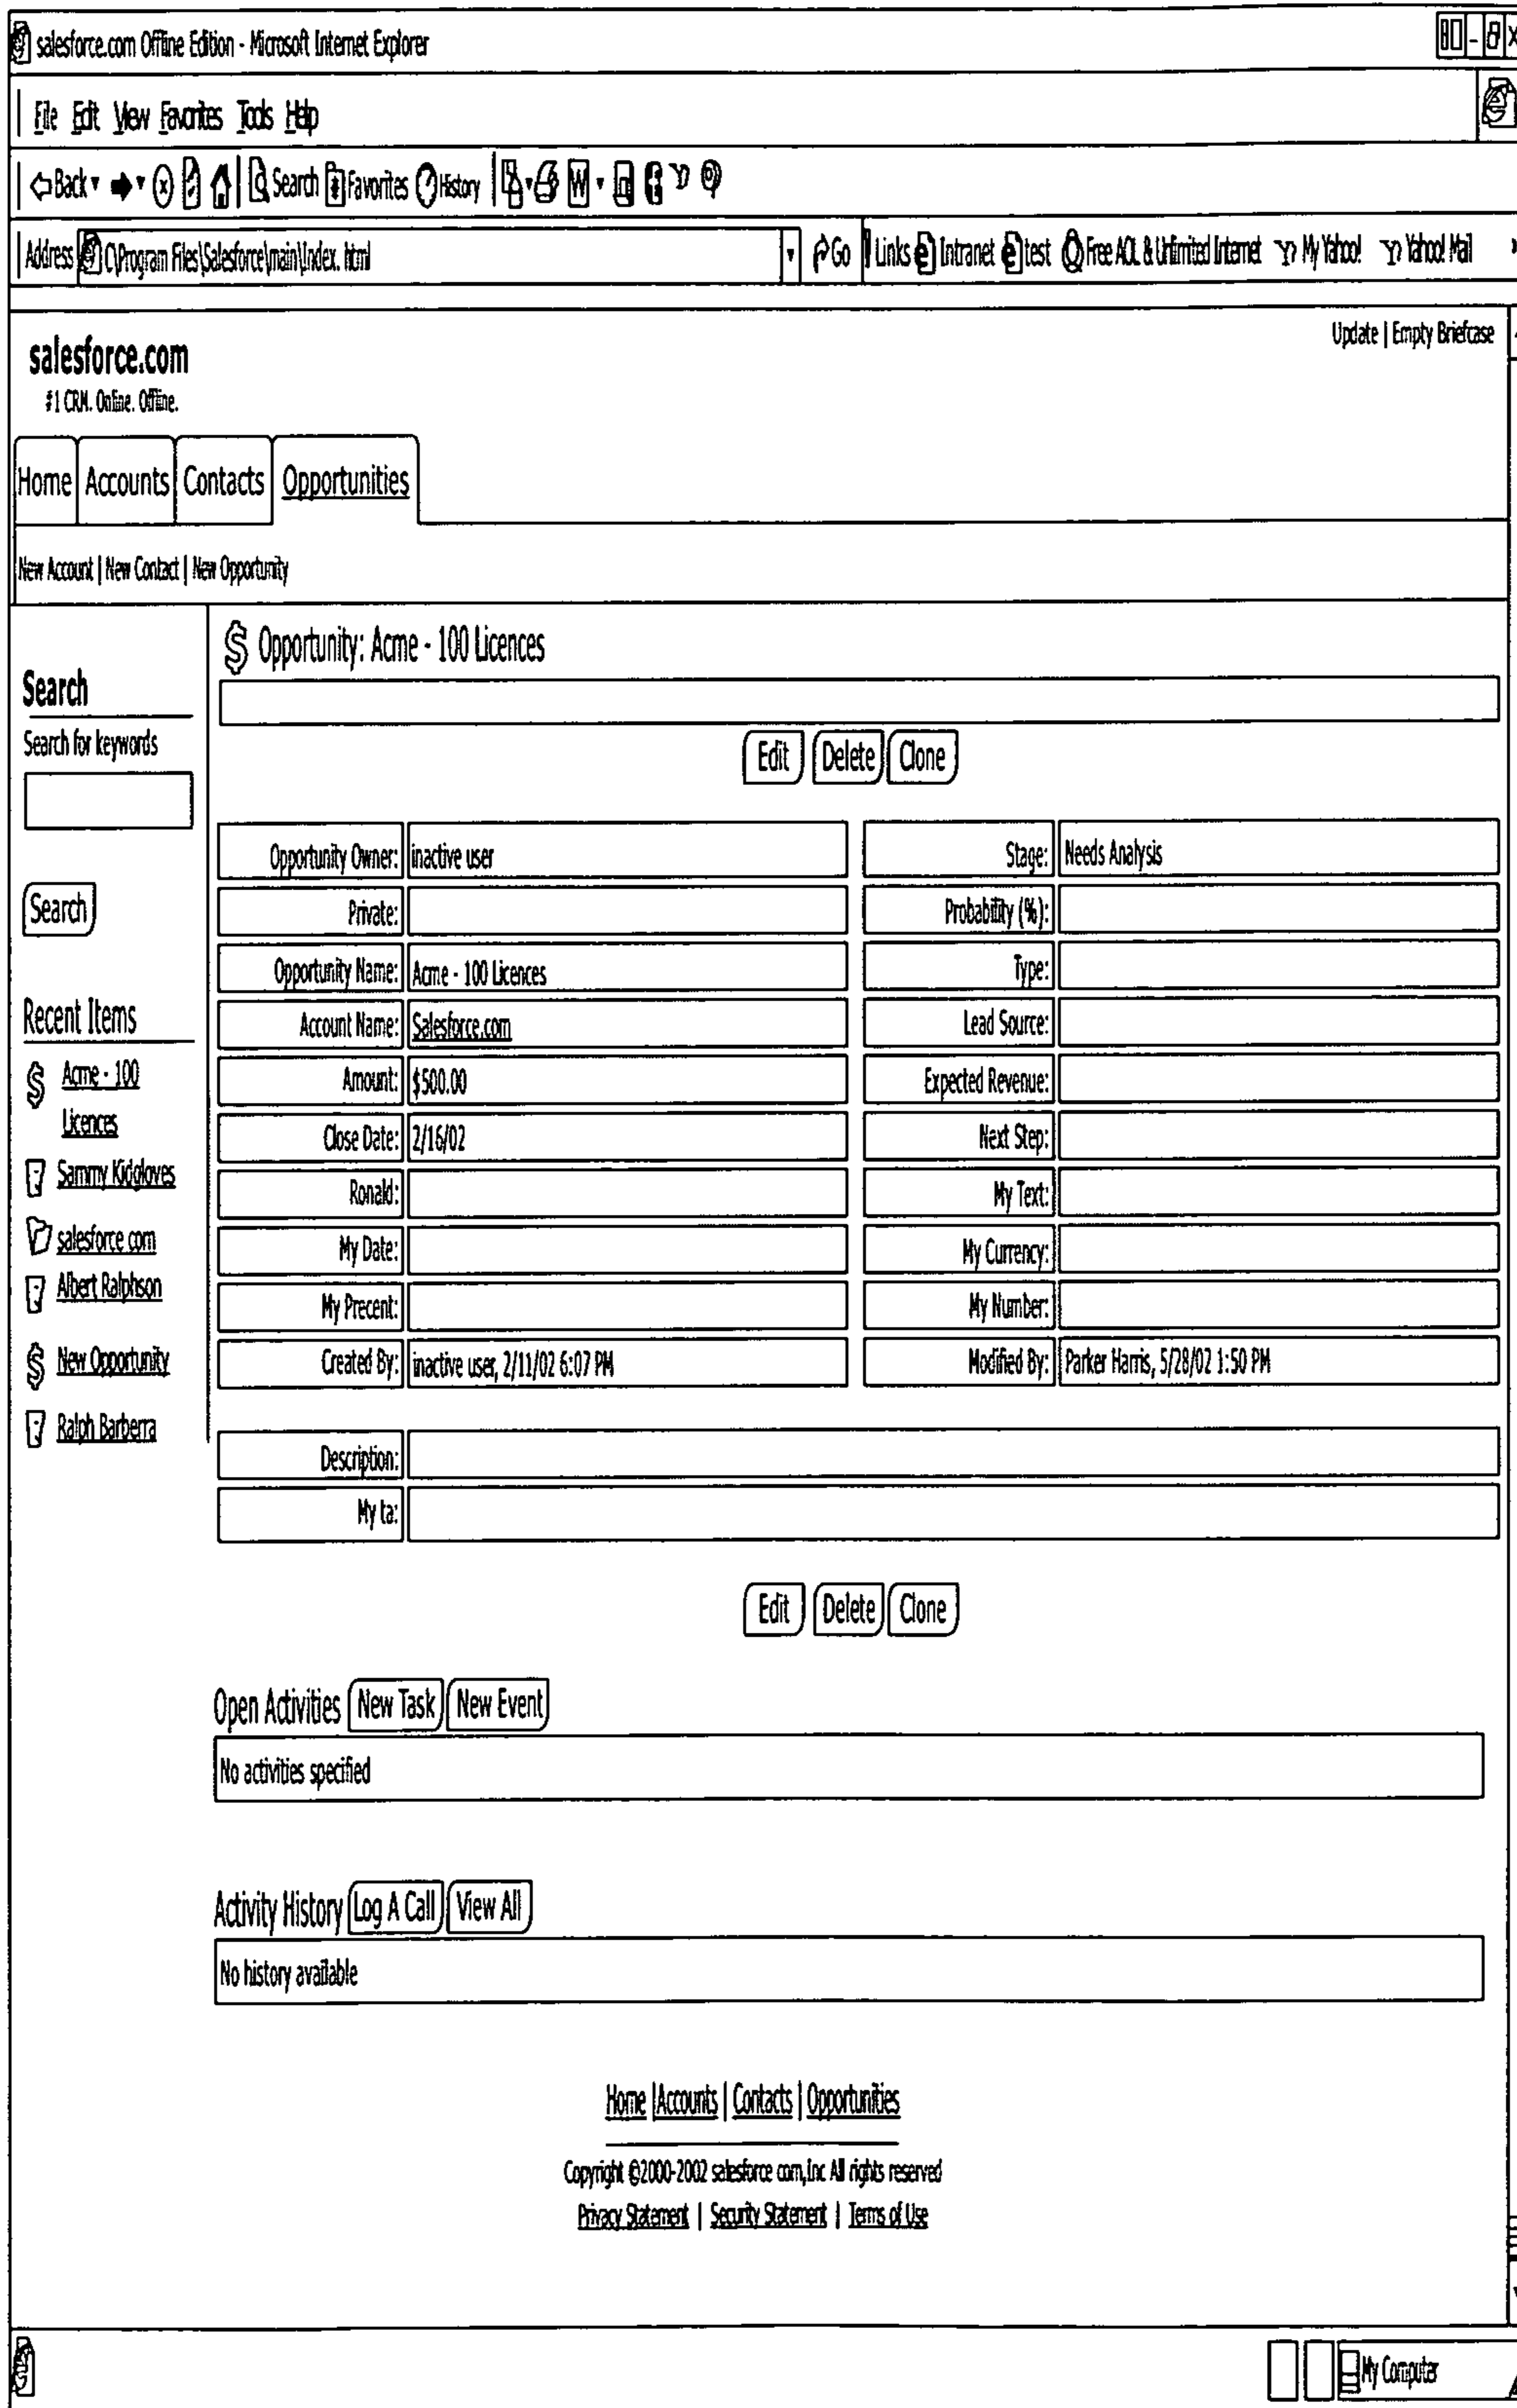 salesforce.com Offline Edition - Microsoft Internet Explorer
File Edit View Favorites Tools Help
Back Search Favorites History W
Address C\Program Files\Salesforce\main\Index. html Go Links Intranet test Free AOL & Unlimited Internet My Yahoo! Yahoo! Mail
Update | Empty Briefcase
salesforce.com
#1 CRM. Online. Offline.
Home Accounts Contacts Opportunities
New Account | New Contact | New Opportunity
$ Opportunity: Acme - 100 Licences
Search
Search for keywords
Edit Delete Clone
Opportunity Owner: inactive user Stage: Needs Analysis
Search
Private: Probability (%):
Opportunity Name: Acme - 100 Licences Type:
Recent Items
Account Name: Salesforce.com Lead Source:
$ Acme - 100
Licences
Amount: $500.00 Expected Revenue:
Close Date: 2/16/02 Next Step:
Sammy Kidgloves
Ronald: My Text:
salesforce com
My Date: My Currency:
Albert Ralphson
My Precent: My Number:
$ New Opportunity
Created By: inactive user, 2/11/02 6:07 PM Modified By: Parker Harris, 5/28/02 1:50 PM
Ralph Barberra
Description:
My ta:
Edit Delete Clone
Open Activities New Task New Event
No activities specified
Activity History Log A Call View All
No history available
Home | Accounts | Contacts | Opportunities
Copyright ©2000-2002 salesforce com, inc All rights reserved
Privacy Statement | Security Statement | Terms of Use
My Computer